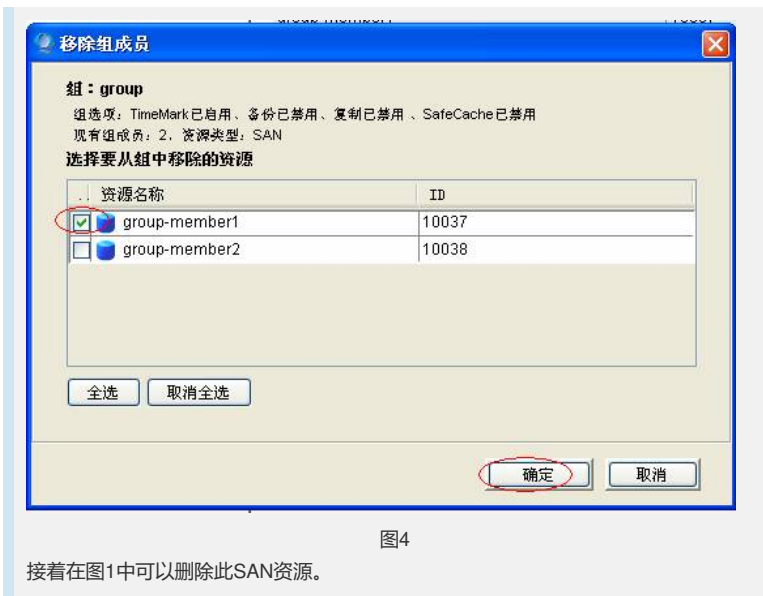 移除组成员
组：group
组选项：TimeMark已启用、备份已禁用、复制已禁用、SafeCache已禁用
现有组成员：2，资源类型：SAN
选择要从组中移除的资源
.. 资源名称 ID
group-member1 10037
group-member2 10038
全选 取消全选
确定 取消
图4
接着在图1中可以删除此SAN资源。